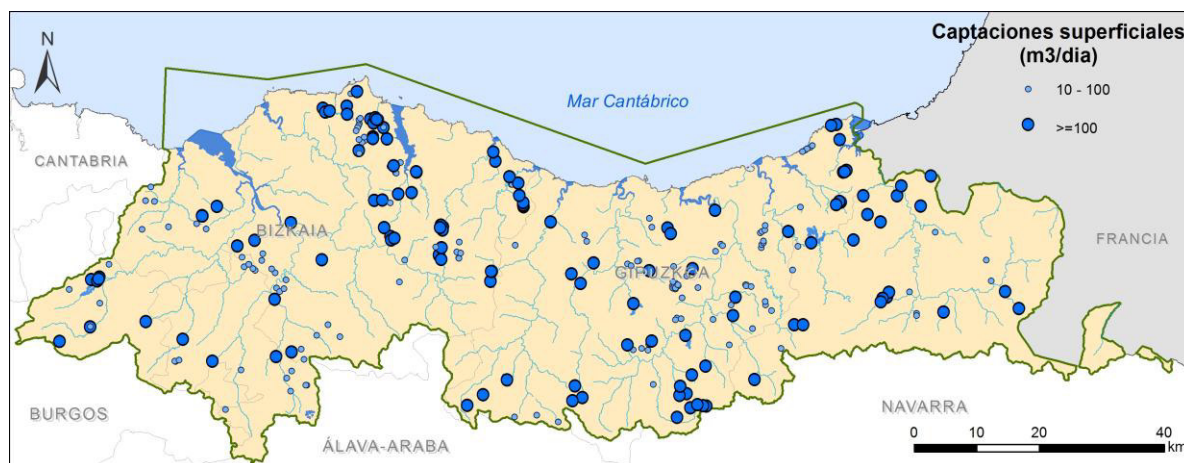 Captaciones superficiales
(m3/dia)
10 - 100
>=100
N
Mar Cantábrico
CANTABRIA
BIZKAIA
GIPUZKOA
FRANCIA
BURGOS
ÁLAVA-ARABA
NAVARRA
0 10 20 40
km